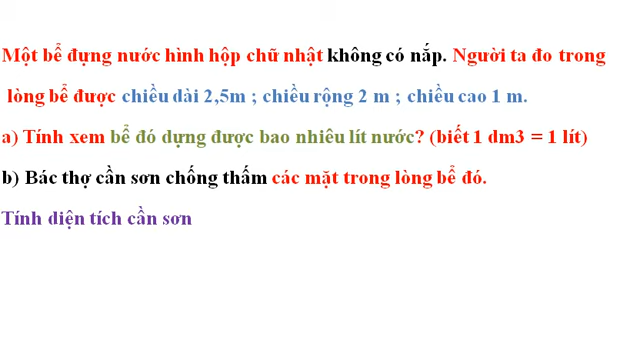 Một bể đựng nước hình hộp chữ nhật không có nắp. Người ta đo trong
lòng bể được chiều dài 2,5m ; chiều rộng 2 m ; chiều cao 1 m.
a) Tính xem bể đó dựng được bao nhiêu lít nước? (biết 1 dm3 = 1 lít)
b) Bác thợ cần sơn chống thấm các mặt trong lòng bể đó.
Tính diện tích cần sơn